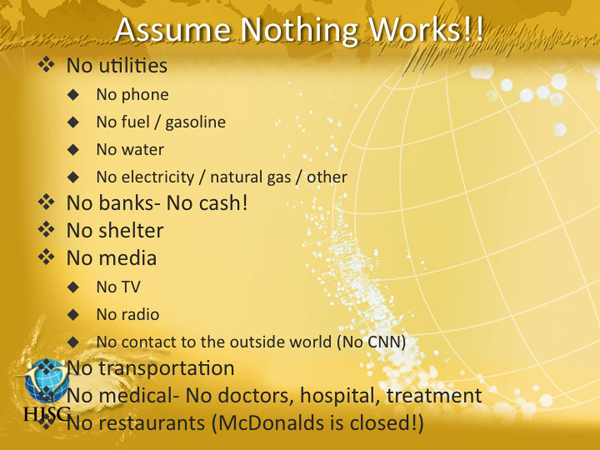 Assume Nothing Works!!
No utilities
No phone
No fuel / gasoline
No water
No electricity / natural gas / other
No banks- No cash!
No shelter
No media
No TV
No radio
No contact to the outside world (No CNN)
No transportation
No medical- No doctors, hospital, treatment
HJSG
No restaurants (McDonalds is closed!)